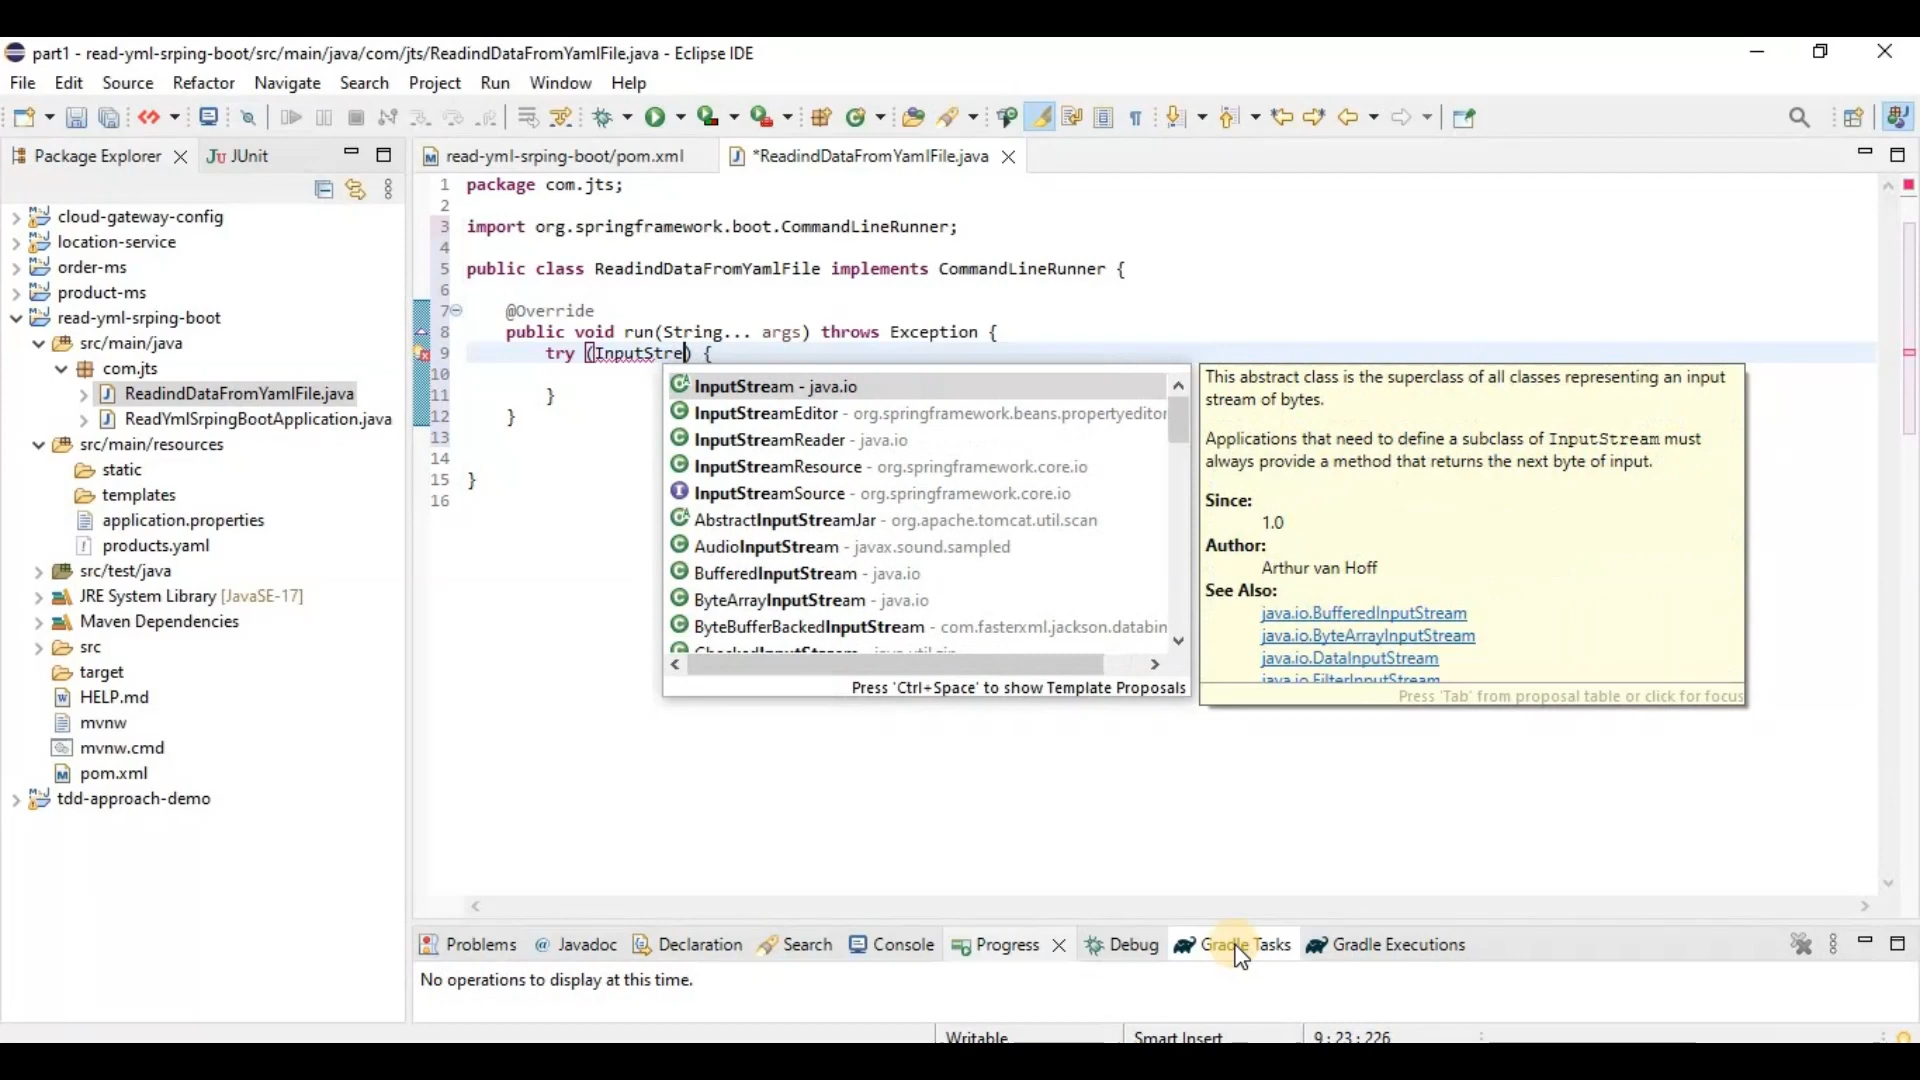 part1 - read-yml-srping-boot/src/main/java/com/jts/ReadindDataFromYamlFile.java - Eclipse IDE
File Edit Source Refactor Navigate Search Project Run Window Help
Package Explorer JUnit
read-yml-srping-boot/pom.xml *ReadindDataFromYamlFile.java
cloud-gateway-config
location-service
order-ms
product-ms
read-yml-srping-boot
src/main/java
com.jts
ReadindDataFromYamlFile.java
ReadYmlSrpingBootApplication.java
src/main/resources
static
templates
application.properties
products.yaml
src/test/java
JRE System Library [JavaSE-17]
Maven Dependencies
src
target
HELP.md
mvnw
mvnw.cmd
pom.xml
tdd-approach-demo
1 package com.jts;
2
3 import org.springframework.boot.CommandLineRunner;
4
5 public class ReadindDataFromYamlFile implements CommandLineRunner {
6
7 @Override
8 public void run(String... args) throws Exception {
9 try (InputStre) {
10
11 }
12 }
13
14
15 }
16
InputStream - java.io
InputStreamEditor - org.springframework.beans.propertyeditor
InputStreamReader - java.io
InputStreamResource - org.springframework.core.io
InputStreamSource - org.springframework.core.io
AbstractInputStreamJar - org.apache.tomcat.util.scan
AudioInputStream - javax.sound.sampled
BufferedInputStream - java.io
ByteArrayInputStream - java.io
ByteBufferBackedInputStream - com.fasterxml.jackson.databin
CheckedInputStream - java.util.zip
Press 'Ctrl+Space' to show Template Proposals
This abstract class is the superclass of all classes representing an input
stream of bytes.
Applications that need to define a subclass of InputStream must
always provide a method that returns the next byte of input.
Since:
1.0
Author:
Arthur van Hoff
See Also:
java.io.BufferedInputStream
java.io.ByteArrayInputStream
java.io.DataInputStream
java.io.FilterInputStream
Press 'Tab' from proposal table or click for focus
Problems Javadoc Declaration Search Console Progress Debug Gradle Tasks Gradle Executions
No operations to display at this time.
Writable Smart Insert 9 : 23 : 226